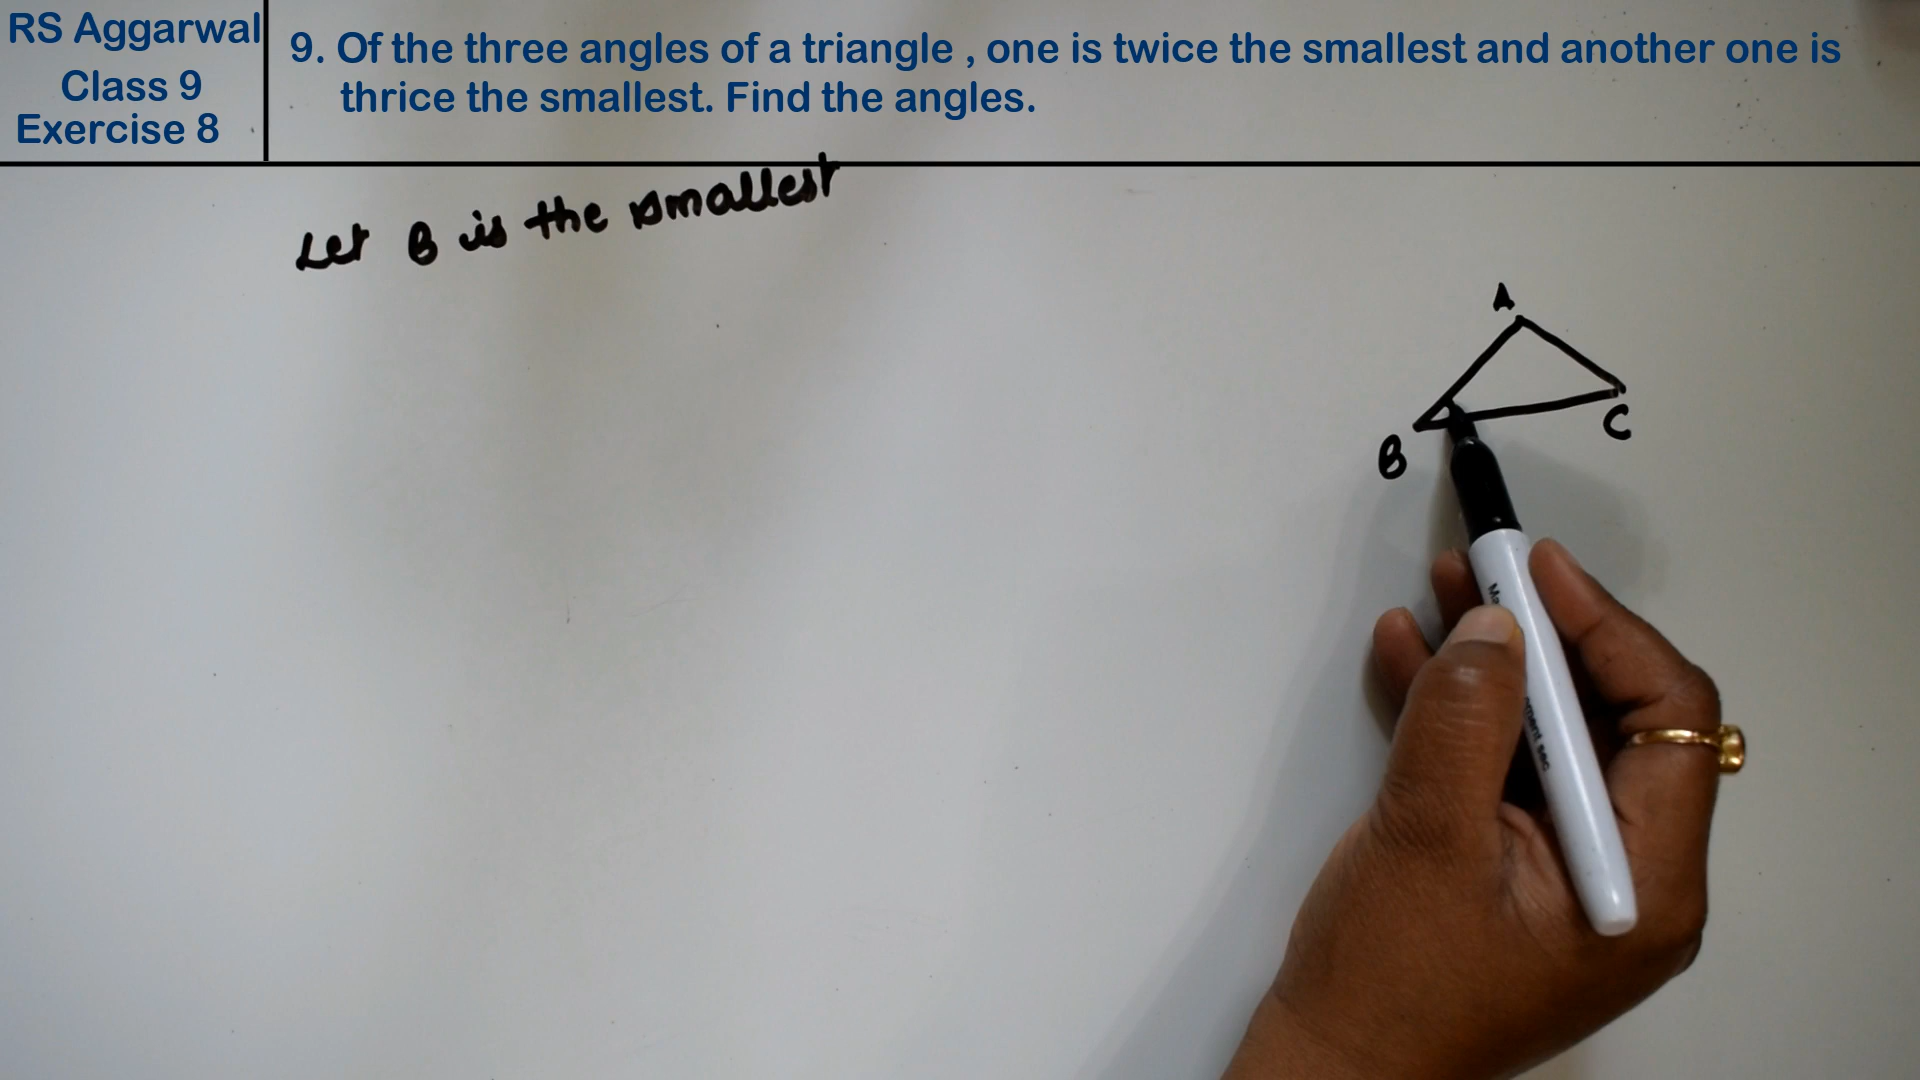 RS Aggarwal
Class 9
Exercise 8
9. Of the three angles of a triangle , one is twice the smallest and another one is
thrice the smallest. Find the angles.
Let B is the smallest
A
B
C